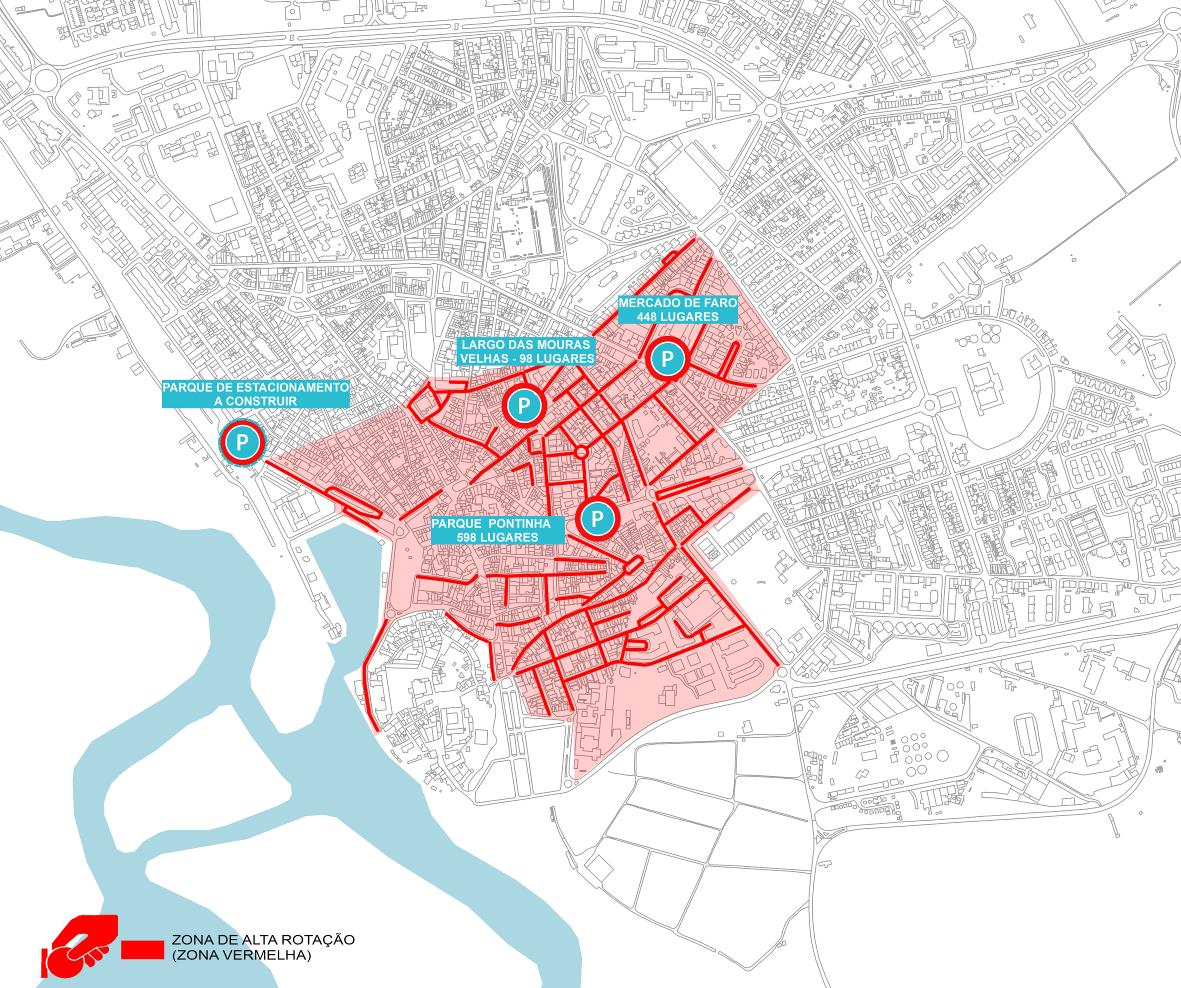 MERCADO DE FARO
448 LUGARES
P
LARGO DAS MOURAS
VELHAS - 98 LUGARES
P
PARQUE DE ESTACIONAMENTO
A CONSTRUIR
P
PARQUE PONTINHA
598 LUGARES
P
ZONA DE ALTA ROTAÇÃO
(ZONA VERMELHA)